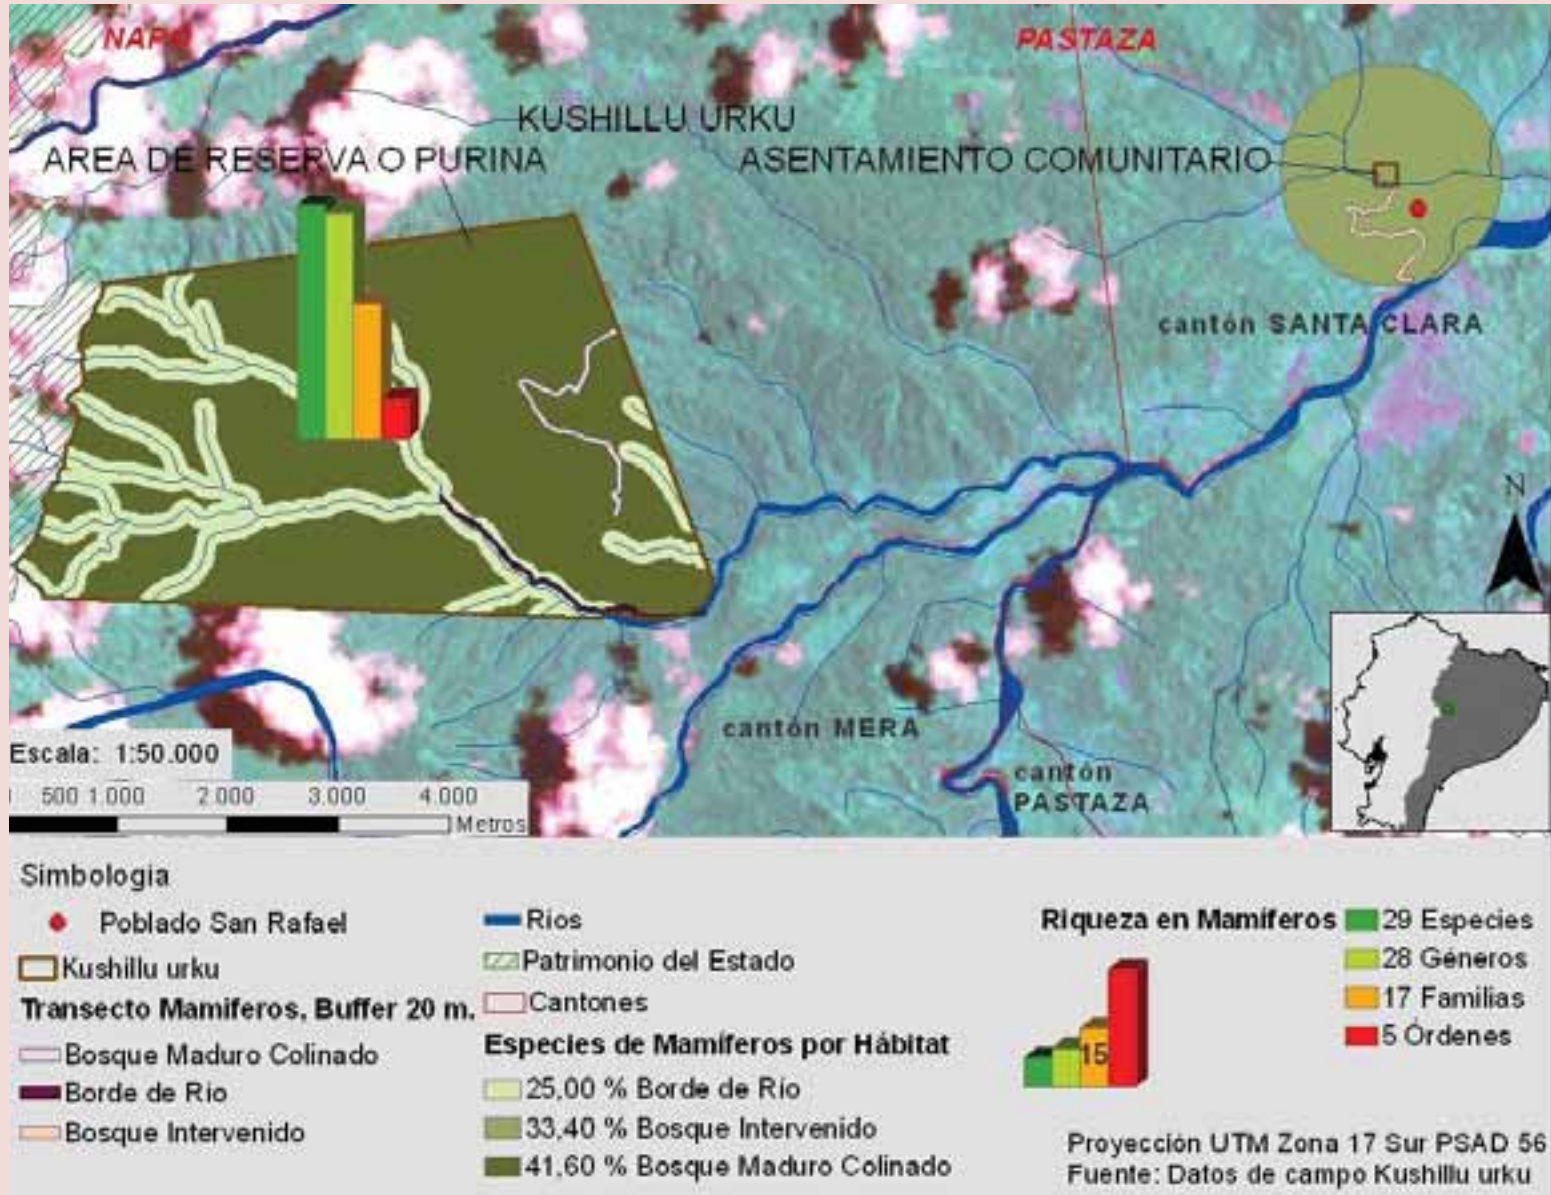 NAPO
PASTAZA
KUSHILLU URKU
AREA DE RESERVA O PURINA
ASENTAMIENTO COMUNITARIO
cantón SANTA CLARA
N
cantón MERA
cantón
PASTAZA
Escala: 1:50.000
500 1.000 2.000 3.000 4.000
Metros
Simbologia
Poblado San Rafael
Kushillu urku
Transecto Mamiferos, Buffer 20 m.
Bosque Maduro Colinado
Borde de Rio
Bosque Intervenido
Ríos
Patrimonio del Estado
Cantones
Especies de Mamíferos por Hábitat
25,00 % Borde de Río
33,40 % Bosque Intervenido
41,60 % Bosque Maduro Colinado
Riqueza en Mamíferos
15
29 Especies
28 Géneros
17 Familias
5 Órdenes
Proyección UTM Zona 17 Sur PSAD 56
Fuente: Datos de campo Kushillu urku